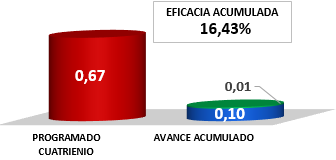 EFICACIA ACUMULADA
16,43%
0,67
0,01
0,10
PROGRAMADO
CUATRIENIO
AVANCE ACUMULADO